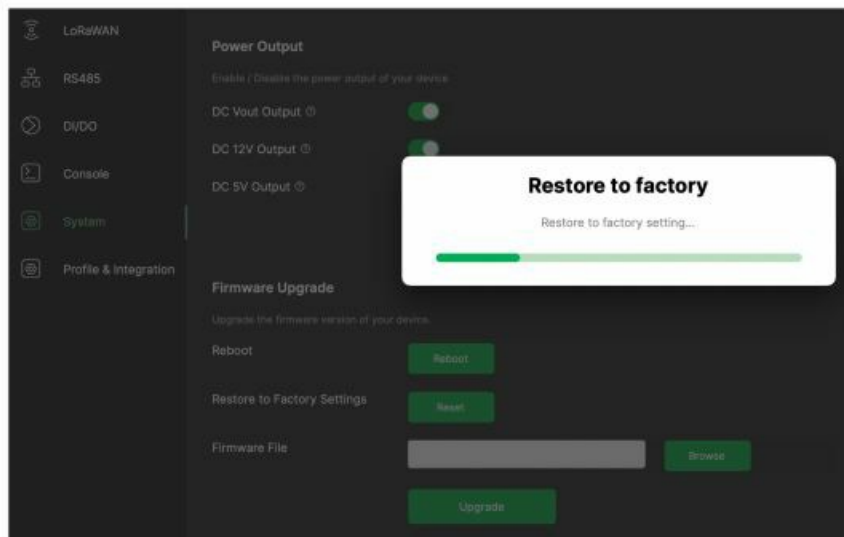 LoRaWAN
RS485
DI/DO
Console
System
Profile & Integration
Power Output
Enable / Disable the power output of your device.
DC Vout Output
DC 12V Output
DC 5V Output
Restore to factory
Restore to factory setting...
Firmware Upgrade
Upgrade the firmware version of your device.
Reboot
Reboot
Restore to Factory Settings
Reset
Firmware File
Browse
Upgrade